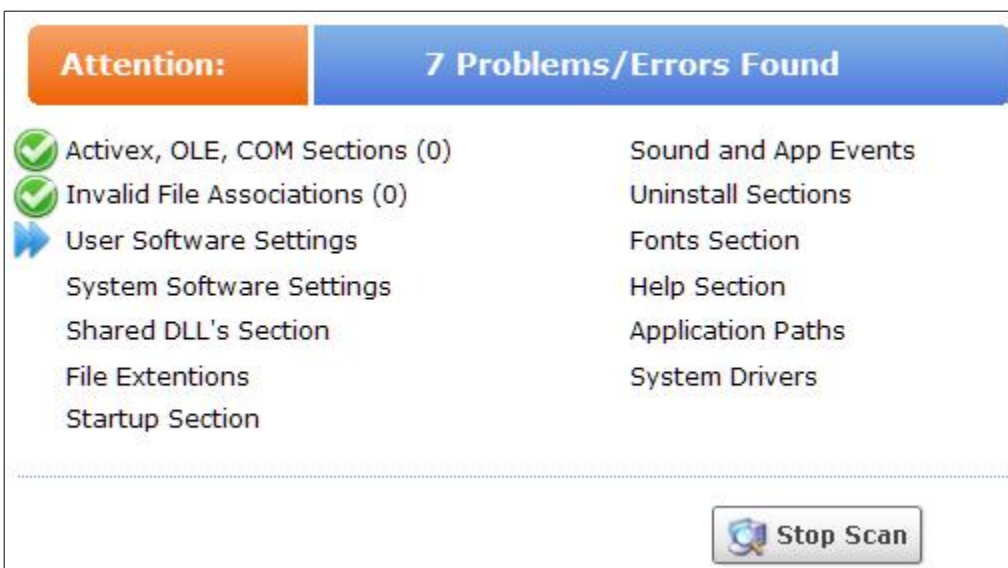 Attention:
7 Problems/Errors Found
Activex, OLE, COM Sections (0)
Invalid File Associations (0)
User Software Settings
System Software Settings
Shared DLL's Section
File Extentions
Startup Section
Sound and App Events
Uninstall Sections
Fonts Section
Help Section
Application Paths
System Drivers
Stop Scan